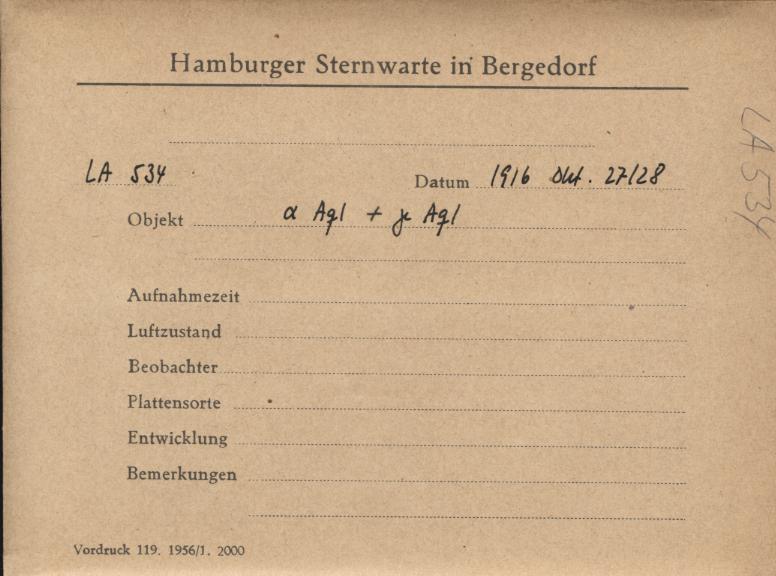 Hamburger Sternwarte in Bergedorf
LA 534
Datum 1916 Okt. 27/28
Objekt α Aql + γ Aql
Aufnahmezeit
Luftzustand
Beobachter
Plattensorte
Entwicklung
Bemerkungen
Vordruck 119. 1956/1. 2000
LA 534